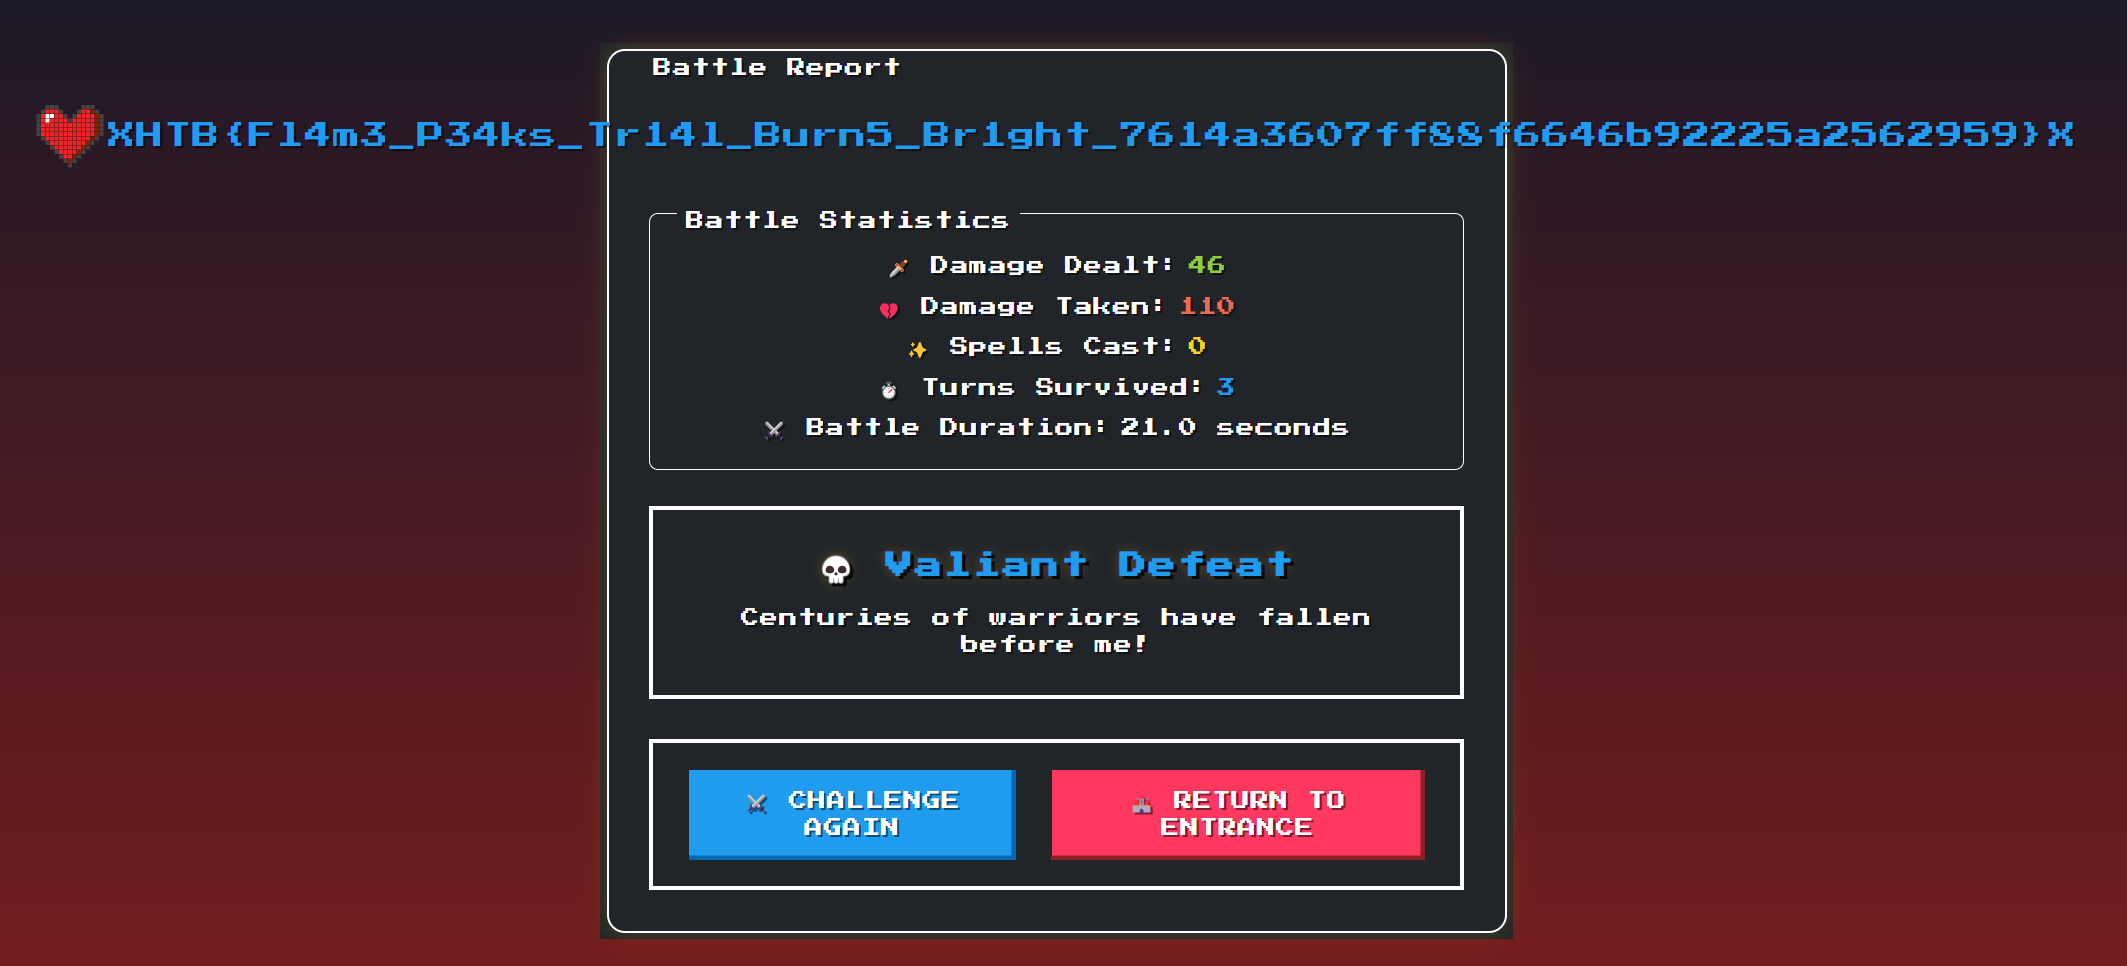 Battle Report
XHTB{Fl4m3_P34ks_Tr14l_Burn5_Br1ght_7614a3607ff88f6646b92225a2562959}X
Battle Statistics
Damage Dealt: 46
Damage Taken: 110
Spells Cast: 0
Turns Survived: 3
Battle Duration: 21.0 seconds
Valiant Defeat
Centuries of warriors have fallen
before me!
CHALLENGE
AGAIN
RETURN TO
ENTRANCE